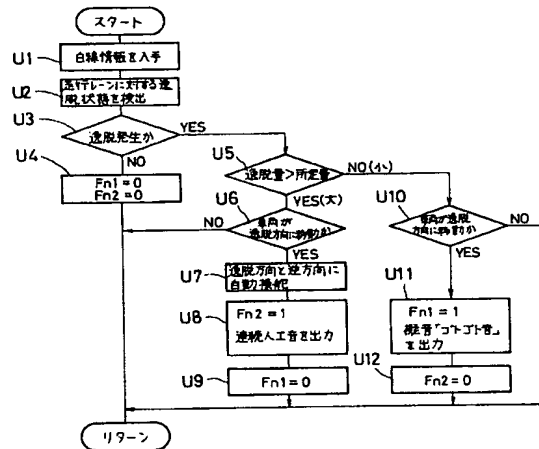 スタート
U1
白線情報を入手
U2
走行レーンに対する逸
脱状態を検出
U3
逸脱発生か
YES
NO
U4
Fn1=0
Fn2=0
U5
逸脱量>所定量
NO(小)
YES(大)
U6
車両が
逸脱方向に移動か
NO
YES
U10
車両が逸脱
方向に移動か
NO
YES
U7
逸脱方向と逆方向に
自動操舵
U8
Fn2=1
連続人工音を出力
U9
Fn1=0
U11
Fn1=1
擬音「ゴトゴト音」
を出力
U12
Fn2=0
リターン